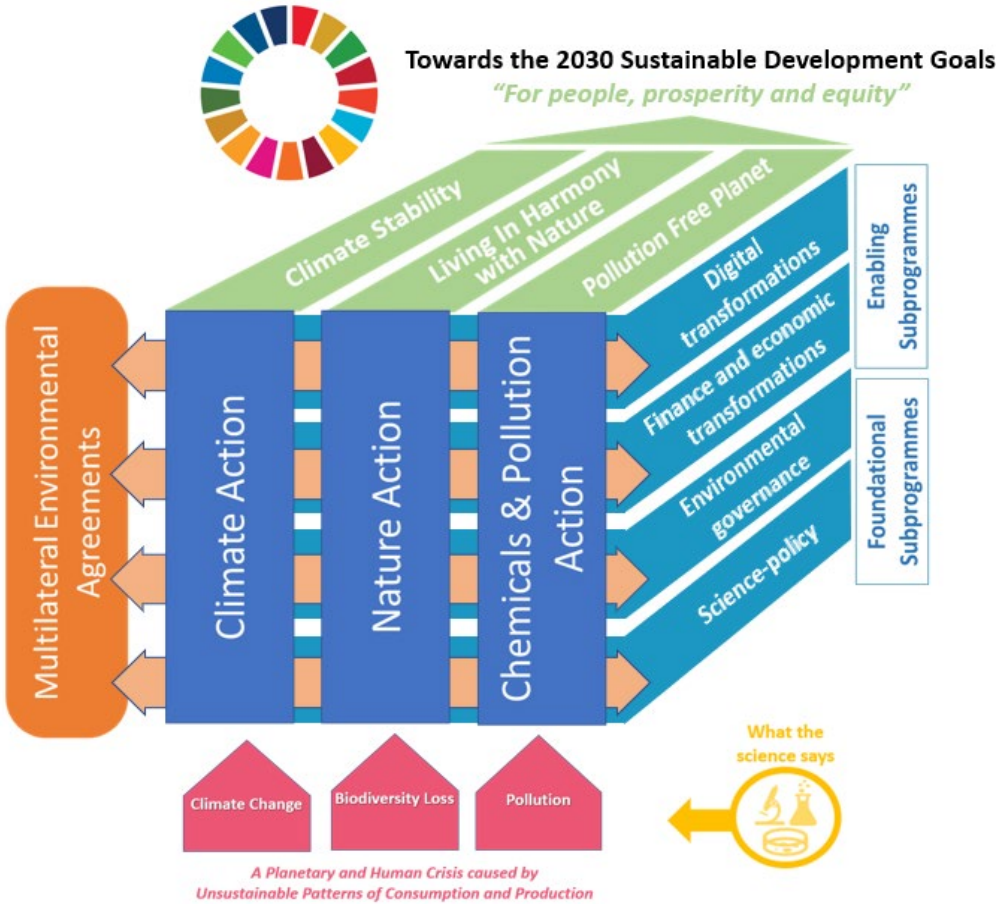 Towards the 2030 Sustainable Development Goals
“For people, prosperity and equity”
Climate Stability
Living In Harmony
with Nature
Pollution Free Planet
Digital
transformations
Finance and economic
transformations
Environmental
governance
Science-policy
Enabling
Subprogrammes
Foundational
Subprogrammes
Multilateral Environmental
Agreements
Climate Action
Nature Action
Chemicals & Pollution
Action
What the
science says
Climate Change
Biodiversity Loss
Pollution
A Planetary and Human Crisis caused by
Unsustainable Patterns of Consumption and Production